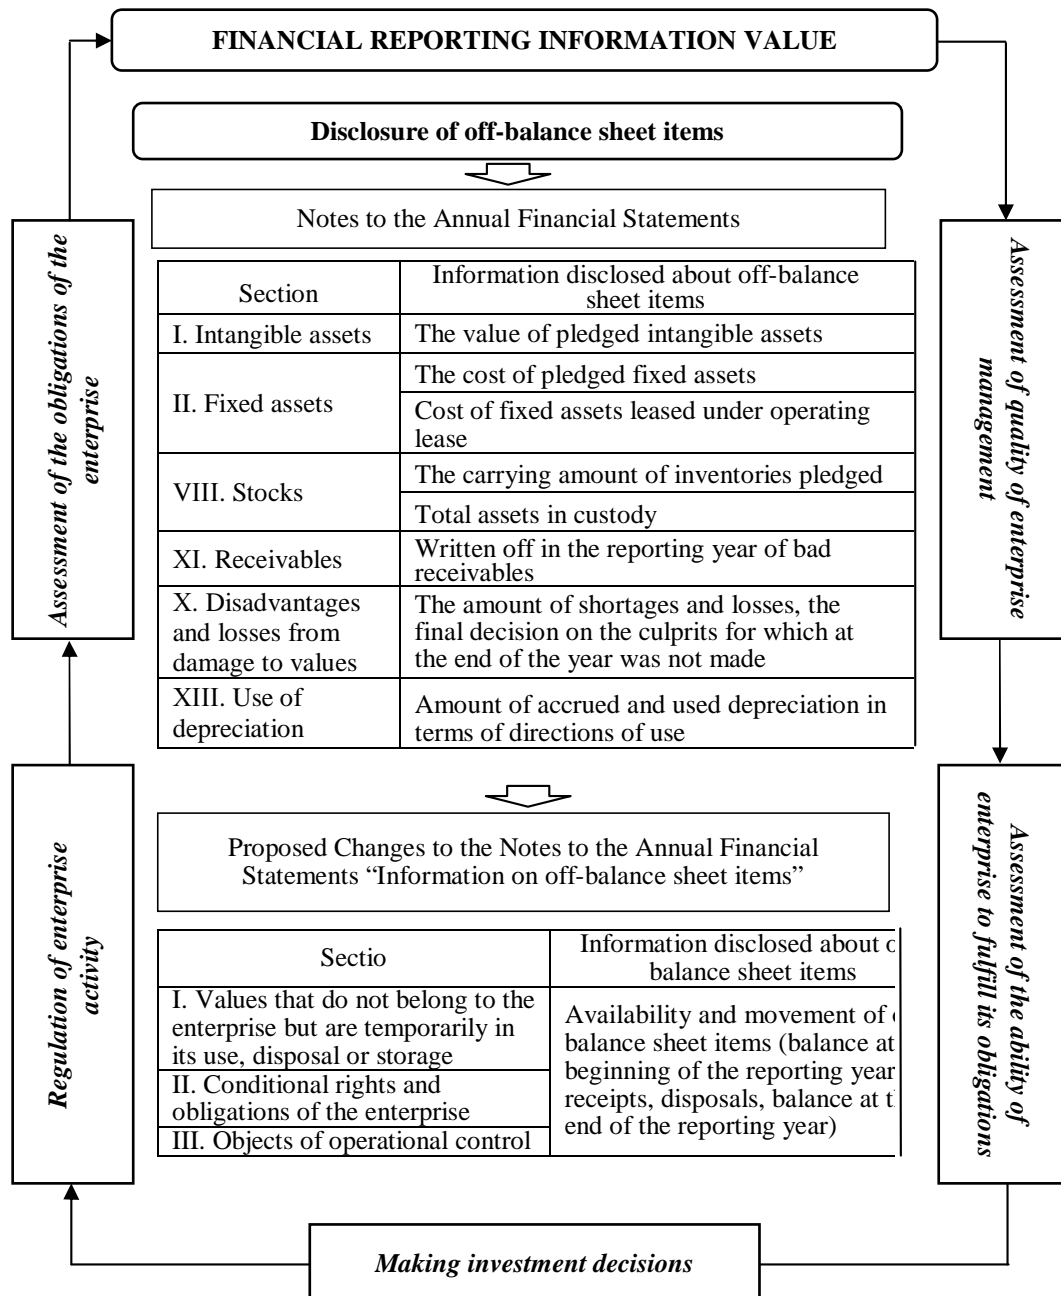 FINANCIAL REPORTING INFORMATION VALUE
Disclosure of off-balance sheet items
Notes to the Annual Financial Statements
Section
Information disclosed about off-balance
sheet items
I. Intangible assets
The value of pledged intangible assets
II. Fixed assets
The cost of pledged fixed assets
Cost of fixed assets leased under operating
lease
VIII. Stocks
The carrying amount of inventories pledged
Total assets in custody
XI. Receivables
Written off in the reporting year of bad
receivables
X. Disadvantages
and losses from
damage to values
The amount of shortages and losses, the
final decision on the culprits for which at
the end of the year was not made
XIII. Use of
depreciation
Amount of accrued and used depreciation in
terms of directions of use
Proposed Changes to the Notes to the Annual Financial
Statements “Information on off-balance sheet items”
Sectio
Information disclosed about o
balance sheet items
I. Values that do not belong to the
enterprise but are temporarily in
its use, disposal or storage
II. Conditional rights and
obligations of the enterprise
III. Objects of operational control
Availability and movement of
balance sheet items (balance at
beginning of the reporting year
receipts, disposals, balance at t
end of the reporting year)
Assessment of the obligations of the
enterprise
Regulation of enterprise
activity
Assessment of quality of enterprise
management
Assessment of the ability of
enterprise to fulfill its obligations
Making investment decisions